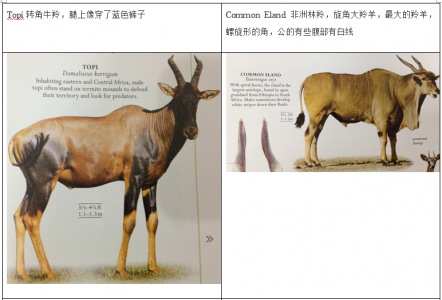 Topi 转角牛羚，腿上像穿了蓝色裤子
Common Eland 非洲林羚，旋角大羚羊，最大的羚羊，
螺旋形的角，公的有些腹部有白线
TOPI
Damaliscus korrigum
Inhabiting eastern and Central Africa, male
topi often stand on termite mounds to defend
their territory and look for predators.
3½–4¼ ft
1.1–1.3m
COMMON ELAND
Taurotragus oryx
With spiral horns, the eland is the
largest antelope, found in open
grassland from Ethiopia to South
Africa. Males sometimes develop
white stripes down their flanks.